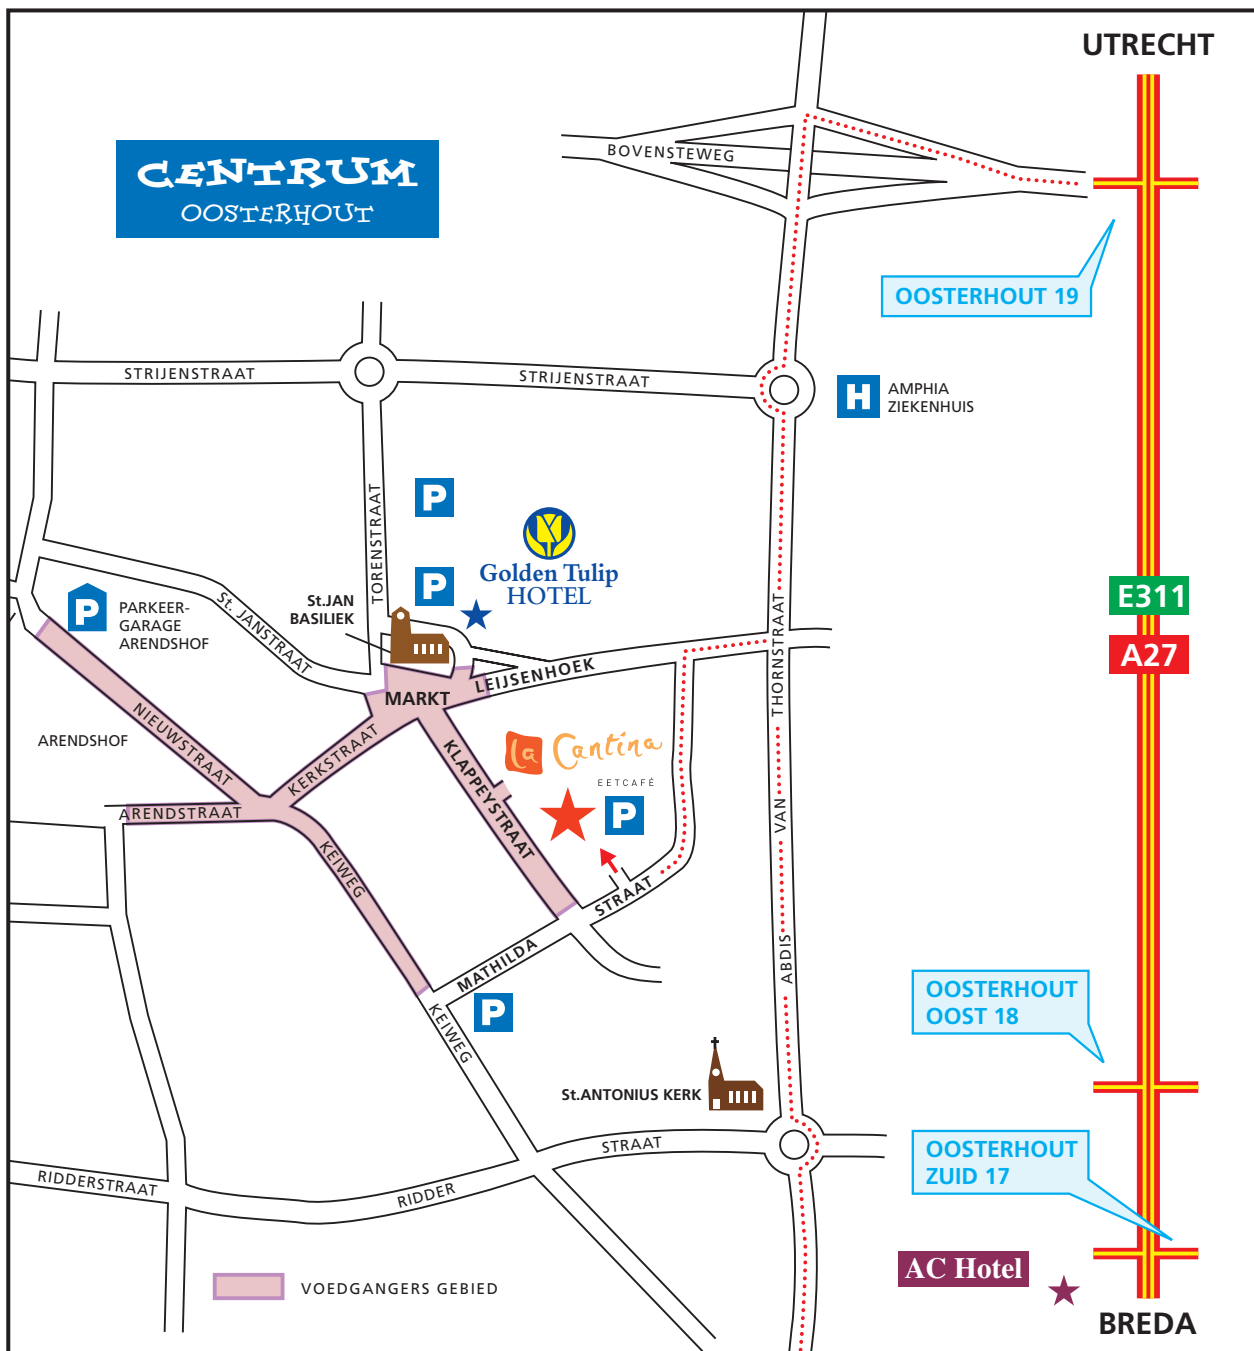 UTRECHT
CENTRUM
OOSTERHOUT
BOVENSTEWEG
OOSTERHOUT 19
STRIJENSTRAAT
STRIJENSTRAAT
H
AMPHIA
ZIEKENHUIS
TORENSTRAAT
P
Golden Tulip
HOTEL
P
P
PARKEER-
GARAGE
ARENDSHOF
St. JANSTRAAT
St.JAN
BASILIEK
E311
A27
THORNSTRAAT
VAN
ABDIS
LEIJSENHOEK
MARKT
NIEUWSTRAAT
ARENDSHOF
KERKSTRAAT
KLAPPEYSTRAAT
la Cantina
EETCAFÉ
P
ARENDSTRAAT
KEIWEG
STRAAT
MATHILDA
P
KEIWEG
OOSTERHOUT
OOST 18
St.ANTONIUS KERK
STRAAT
OOSTERHOUT
ZUID 17
RIDDERSTRAAT
RIDDER
AC Hotel
VOEDGANGERS GEBIED
BREDA